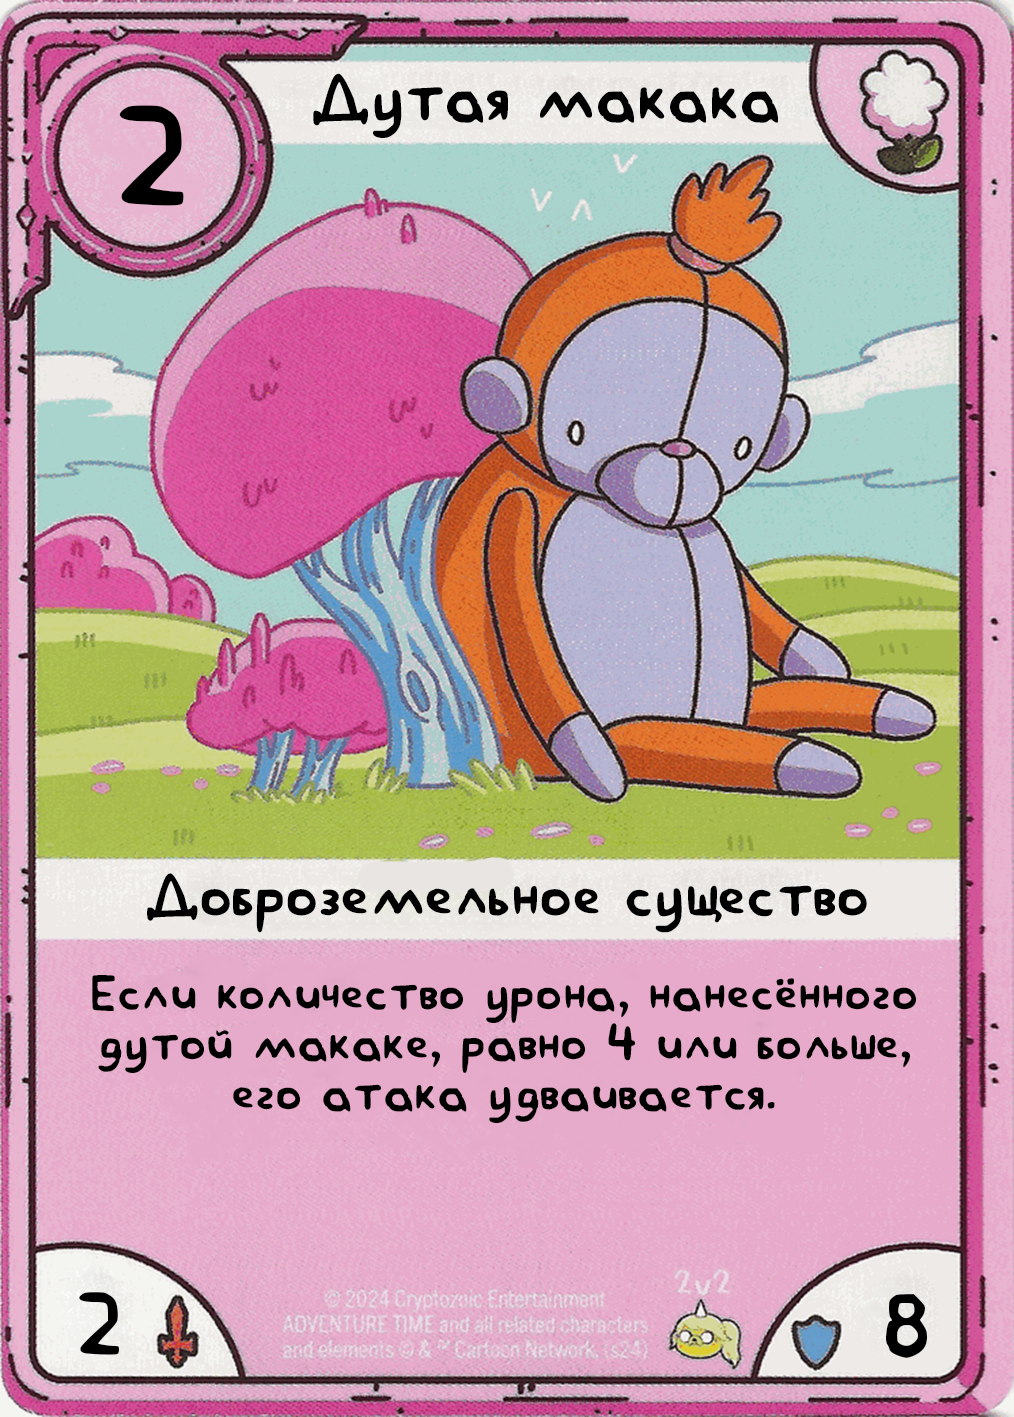 2
Дутая макака
Доброземельное существо
Если количество урона, нанесённого
дутой макаке, равно 4 или больше,
его атака удваивается.
2v2
© 2024 Cryptozoic Entertainment
ADVENTURE TIME and all related characters
and elements © & ™ Cartoon Network. (s24)
2
8